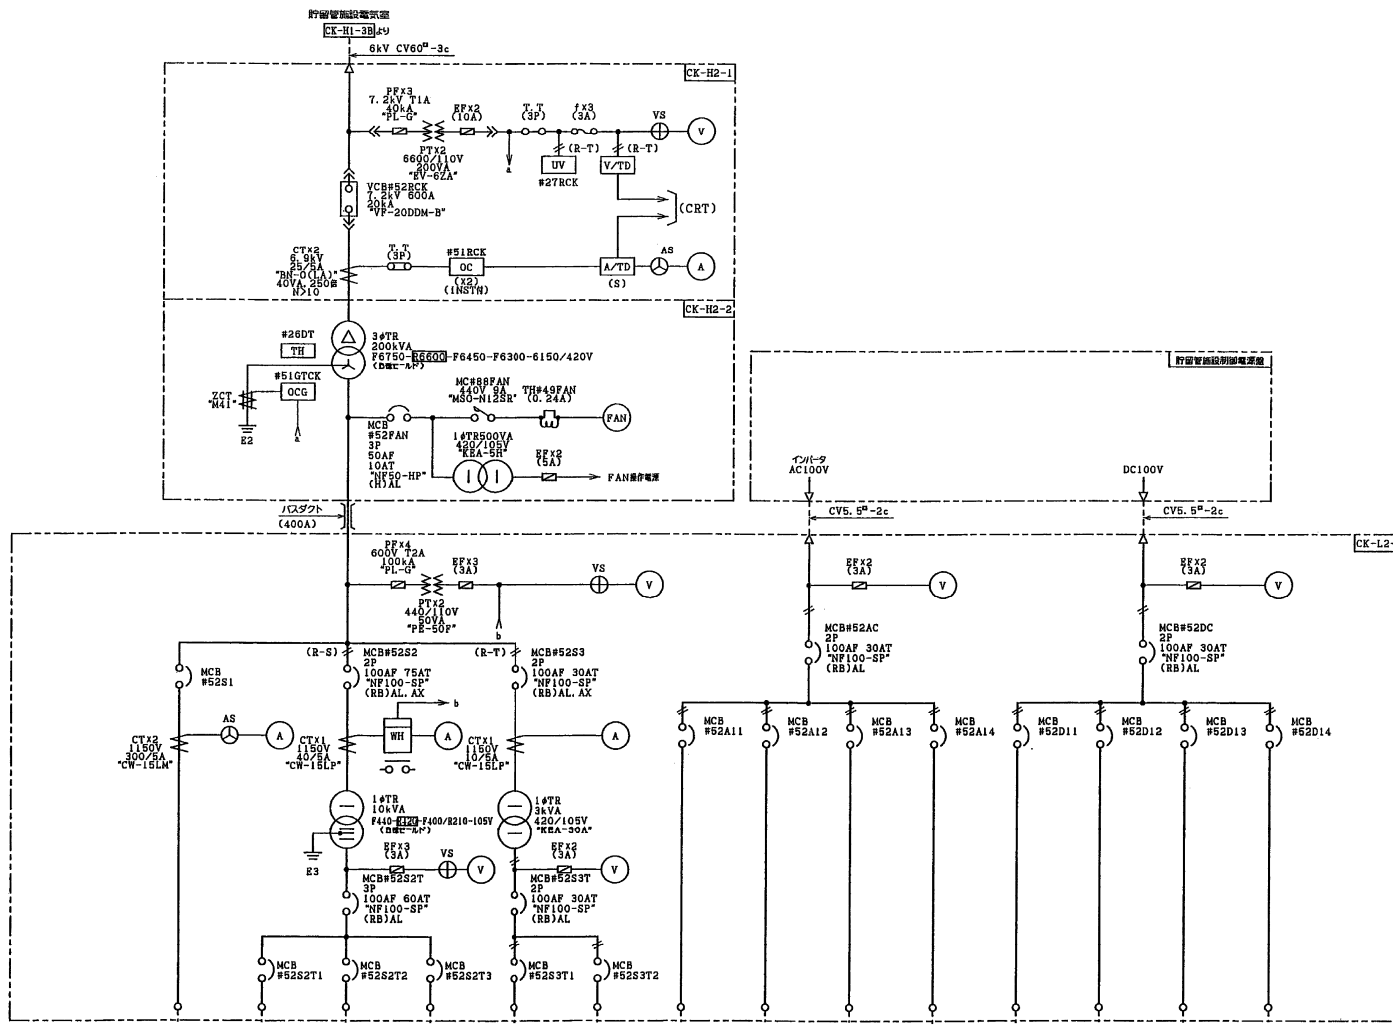 貯留管施設電気室
CK-H1-3Bより
6kV CV60□-3c
CK-H2-1
PF×3
7.2kV T1A
40kA
"PL-G"
EF×2
(10A)
T.T
(3P)
f×3
(3A)
VS
V
PT×2
6600/110V
200VA
"EV-6ZA"
a
(R-T)
UV
#27RCK
(R-T)
V/TD
VCB#52RCK
7.2kV 600A
20kA
"VF-20DDM-B"
(CRT)
CT×2
6.9kV
25/5A
"BN-0(LA)"
40VA.250倍
N>10
T.T
(3P)
#51RCK
OC
(×2)
(INST付)
A/TD
(S)
AS
A
CK-H2-2
#26DT
TH
3φTR
200kVA
F6750-R6600-F6450-F6300-6150/420V
#51GTCK
OCG
a
ZCT
"M41"
E2
MCB
#52FAN
3P
50AF
10AT
"NF50-HP"
(H)AL
MC#88FAN
440V 9A
"MSO-N12SR"
TH#49FAN
(0.24A)
FAN
1φTR500VA
420/105V
"KEA-5H"
EF×2
(5A)
FAN操作電源
バスダクト
(400A)
貯留管施設制御電源盤
インバータ
AC100V
DC100V
CV5.5□-2c
CV5.5□-2c
CK-L2-
PF×4
600V T2A
100kA
"PL-G"
EF×3
(3A)
VS
V
PT×2
440/110V
50VA
"PE-50F"
b
EF×2
(3A)
V
EF×2
(3A)
V
MCB#52AC
2P
100AF 30AT
"NF100-SP"
(RB)AL
MCB#52DC
2P
100AF 30AT
"NF100-SP"
(RB)AL
MCB
#52S1
(R-S)
MCB#52S2
2P
100AF 75AT
"NF100-SP"
(RB)AL.AX
(R-T)
MCB#52S3
2P
100AF 30AT
"NF100-SP"
(RB)AL.AX
b
CT×2
1150V
300/5A
"CW-15LM"
AS
A
CT×1
1150V
40/5A
"CW-15LP"
WH
A
CT×1
1150V
10/5A
"CW-15LP"
A
MCB
#52A11
MCB
#52A12
MCB
#52A13
MCB
#52A14
MCB
#52D11
MCB
#52D12
MCB
#52D13
MCB
#52D14
1φTR
10kVA
F440-R420-F400/R210-105V
E3
1φTR
3kVA
420/105V
"KEA-30A"
EF×3
(3A)
VS
V
EF×2
(3A)
V
MCB#52S2T
3P
100AF 60AT
"NF100-SP"
(RB)AL
MCB#52S3T
2P
100AF 30AT
"NF100-SP"
(RB)AL
MCB
#52S2T1
MCB
#52S2T2
MCB
#52S2T3
MCB
#52S3T1
MCB
#52S3T2